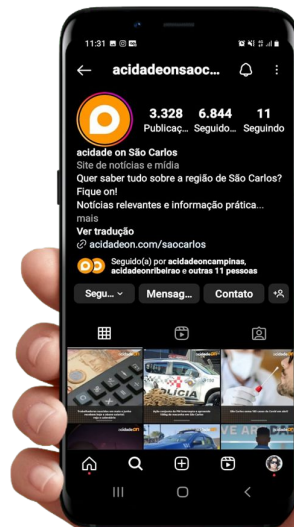 11:31
acidadeonsaoc...
3.328 6.844 11
Publicaç... Seguido... Seguindo
acidade on São Carlos
Site de notícias e mídia
Quer saber tudo sobre a região de São Carlos?
Fique on!
Notícias relevantes e informação prática...
mais
Ver tradução
acidadeon.com/saocarlos
Seguido(a) por acidadeoncampinas,
acidadeonribeirao e outras 11 pessoas
Segu... Mensag... Contato
POLICIA